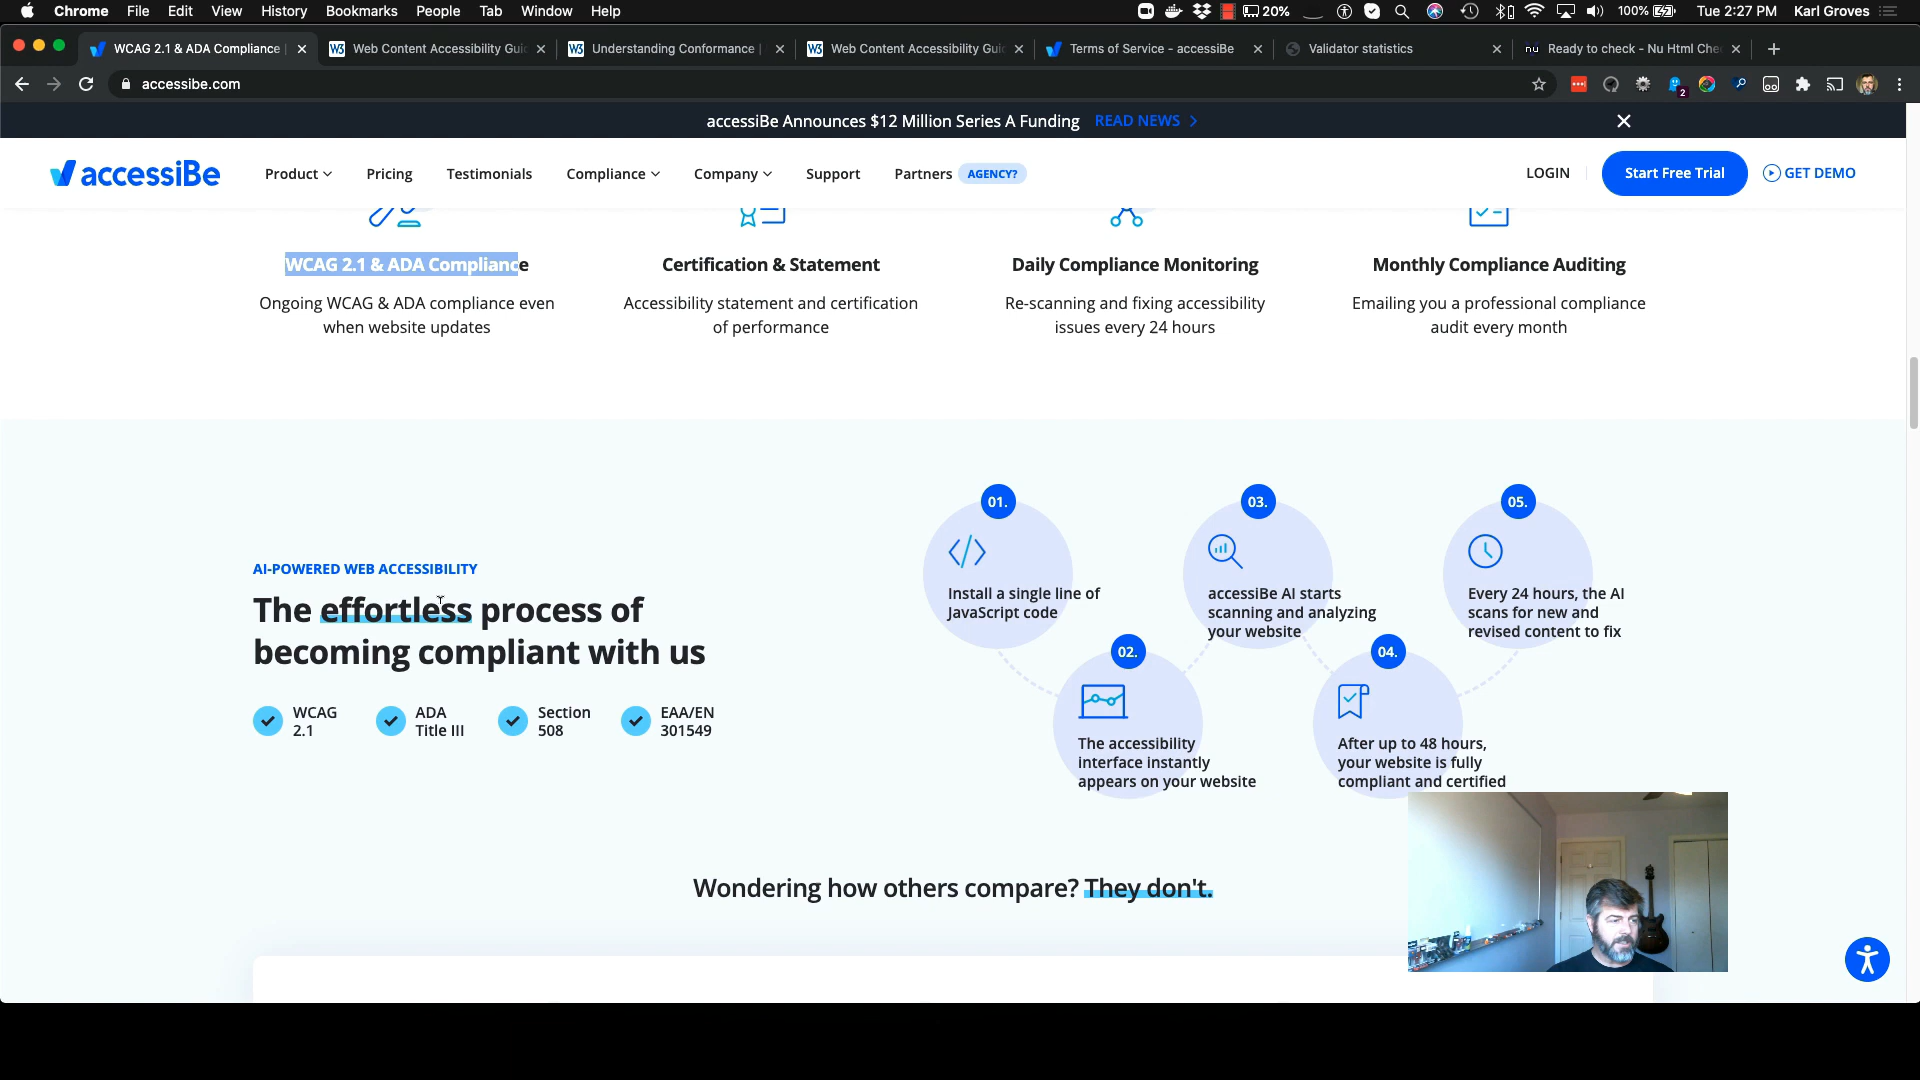 Chrome File Edit View History Bookmarks People Tab Window Help 20% 100% Tue 2:27 PM Karl Groves
WCAG 2.1 & ADA Compliance | Web Content Accessibility Gui Understanding Conformance | Web Content Accessibility Gui Terms of Service - accessiBe Validator statistics nu Ready to check - Nu Html Che
accessibe.com 2
accessiBe Announces $12 Million Series A Funding READ NEWS >
accessiBe Product Pricing Testimonials Compliance Company Support Partners AGENCY? LOGIN Start Free Trial GET DEMO
WCAG 2.1 & ADA Compliance
Ongoing WCAG & ADA compliance even
when website updates
Certification & Statement
Accessibility statement and certification
of performance
Daily Compliance Monitoring
Re-scanning and fixing accessibility
issues every 24 hours
Monthly Compliance Auditing
Emailing you a professional compliance
audit every month
AI-POWERED WEB ACCESSIBILITY
The effortless process of
becoming compliant with us
WCAG
2.1
ADA
Title III
Section
508
EAA/EN
301549
01.
Install a single line of
JavaScript code
02.
The accessibility
interface instantly
appears on your website
03.
accessiBe AI starts
scanning and analyzing
your website
04.
After up to 48 hours,
your website is fully
compliant and certified
05.
Every 24 hours, the AI
scans for new and
revised content to fix
Wondering how others compare? They don't.